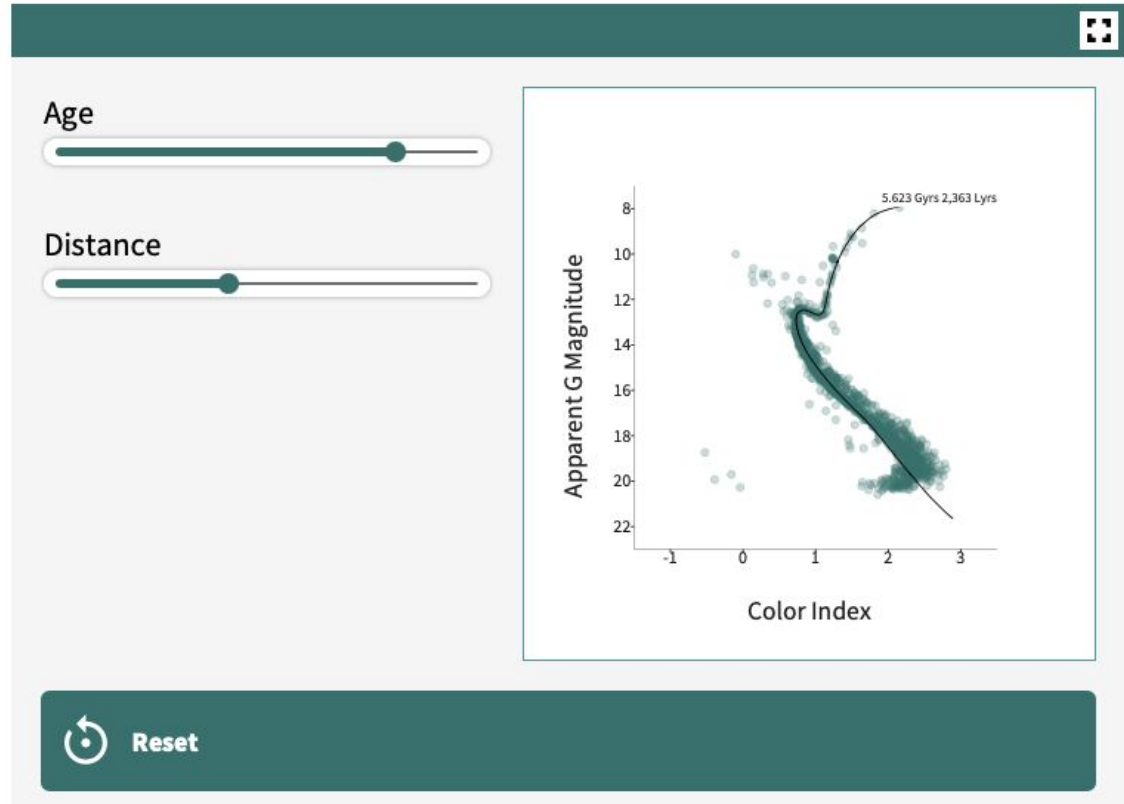 Age
Distance
5.623 Gyrs 2,363 Lyrs
8
10
12
14
16
18
20
22
Apparent G Magnitude
-1 0 1 2 3
Color Index
Reset